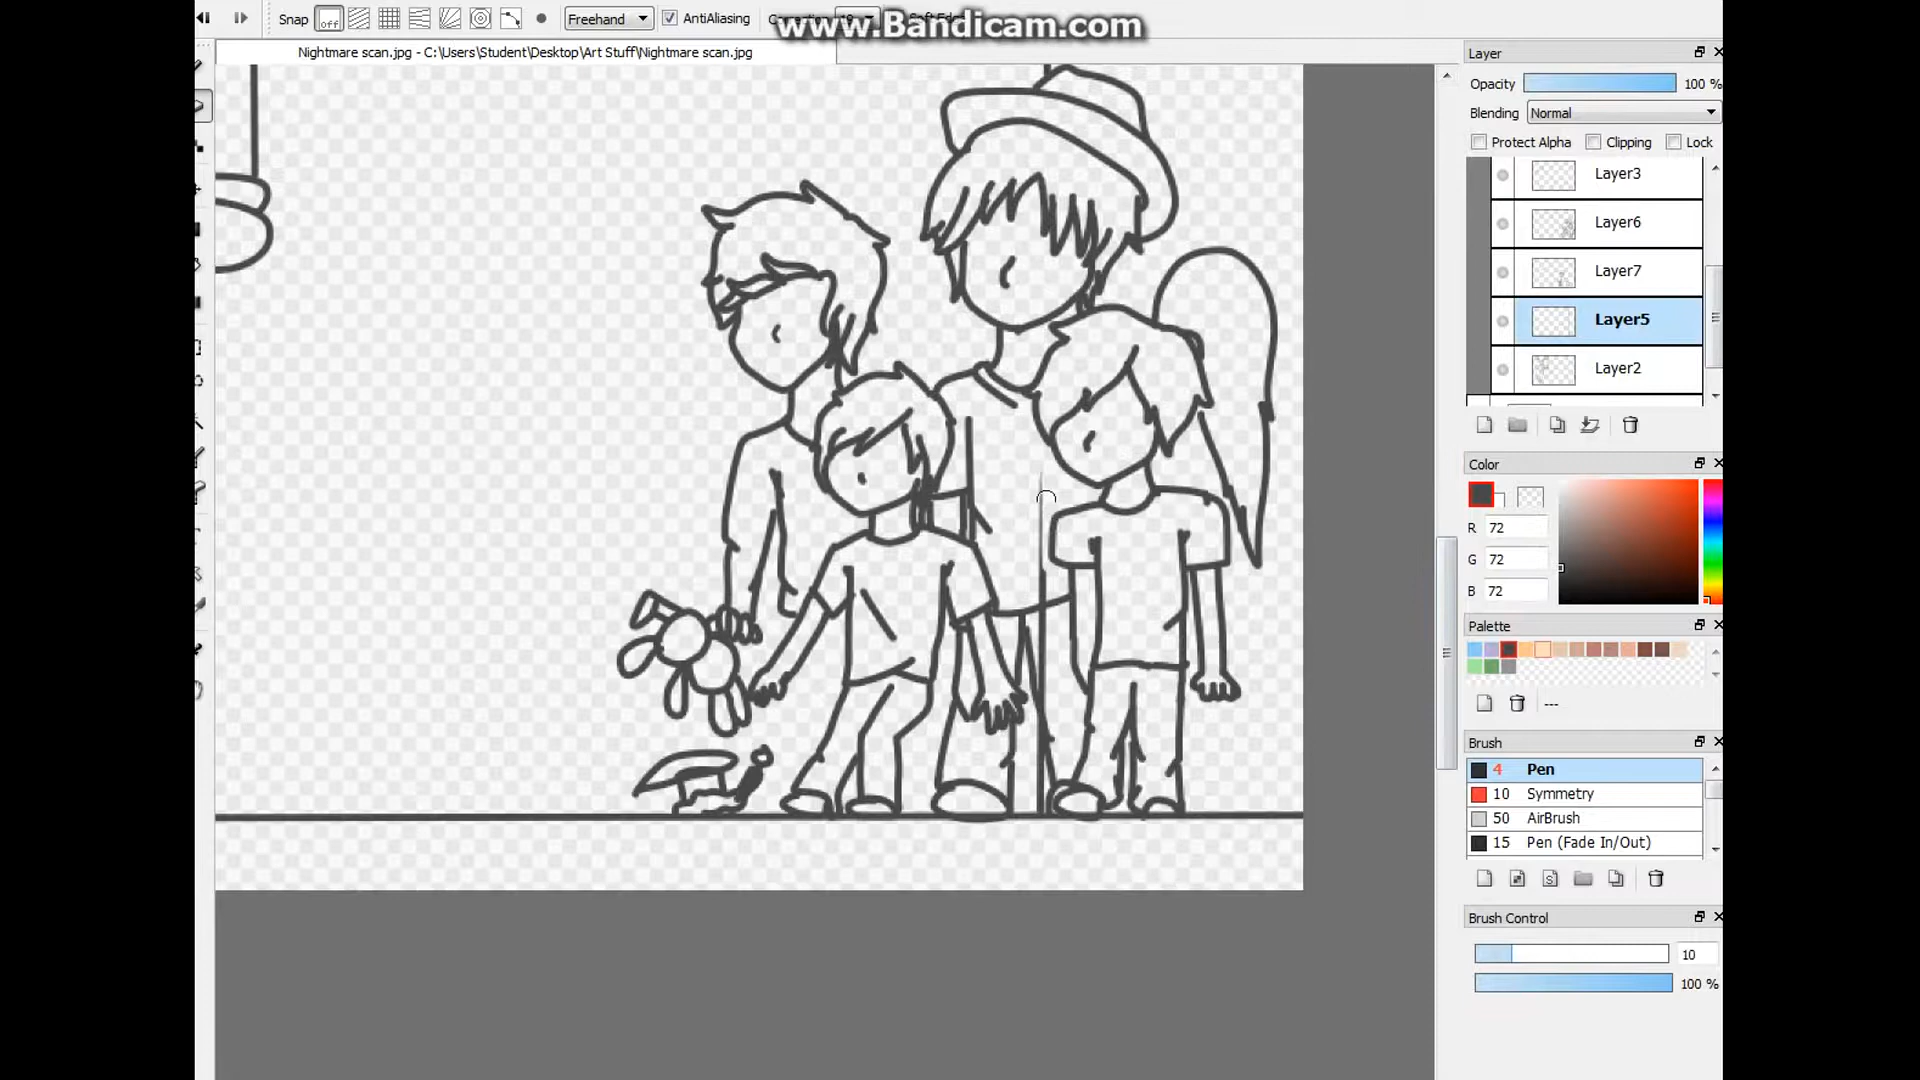 Snap off Freehand AntiAliasing
www.Bandicam.com
Nightmare scan.jpg - C:\Users\Student\Desktop\Art Stuff\Nightmare scan.jpg
Layer
Opacity 100 %
Blending Normal
Protect Alpha Clipping Lock
Layer3
Layer6
Layer7
Layer5
Layer2
Color
R 72
G 72
B 72
Palette
---
Brush
4 Pen
10 Symmetry
50 AirBrush
15 Pen (Fade In/Out)
Brush Control
10
100 %